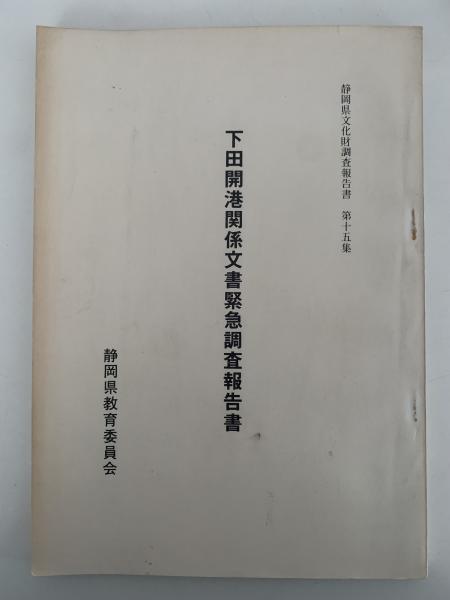 静岡県文化財調査報告書　第十五集
下田開港関係文書緊急調査報告書
静岡県教育委員会